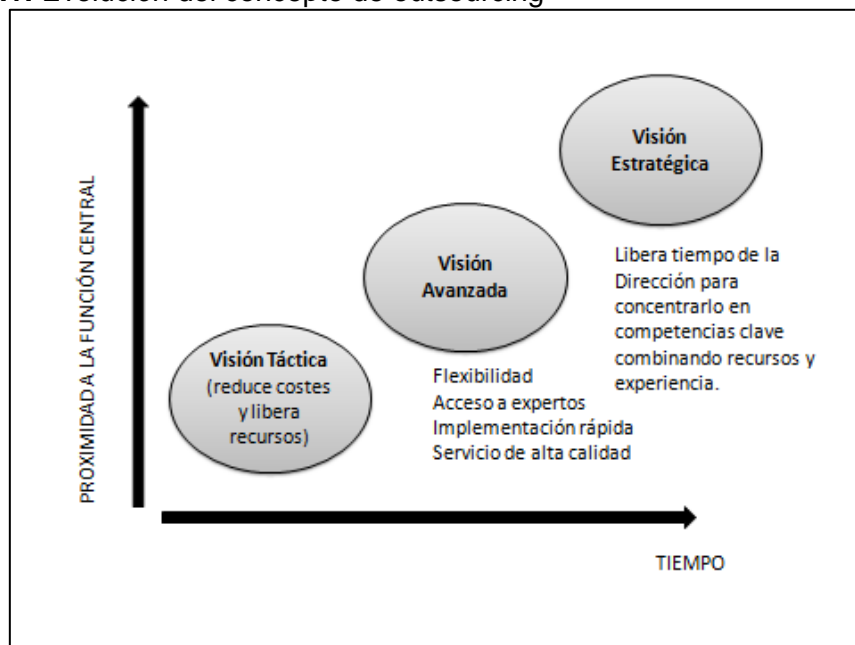 Evolución del concepto de outsourcing
PROXIMIDAD A LA FUNCIÓN CENTRAL
Visión
Estratégica
Libera tiempo de la
Dirección para
concentrarlo en
competencias clave
combinando recursos y
experiencia.
Visión
Avanzada
Flexibilidad
Acceso a expertos
Implementación rápida
Servicio de alta calidad
Visión Táctica
(reduce costes
y libera
recursos)
TIEMPO